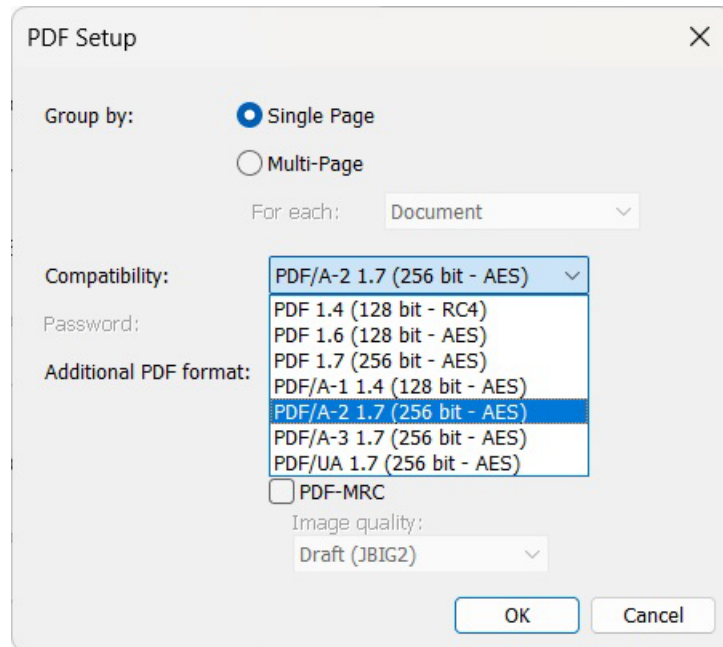 PDF Setup
Group by:
Single Page
Multi-Page
For each:
Document
Compatibility:
PDF/A-2 1.7 (256 bit - AES)
PDF 1.4 (128 bit - RC4)
PDF 1.6 (128 bit - AES)
PDF 1.7 (256 bit - AES)
PDF/A-1 1.4 (128 bit - AES)
PDF/A-2 1.7 (256 bit - AES)
PDF/A-3 1.7 (256 bit - AES)
PDF/UA 1.7 (256 bit - AES)
Password:
Additional PDF format:
PDF-MRC
Image quality:
Draft (JBIG2)
OK
Cancel